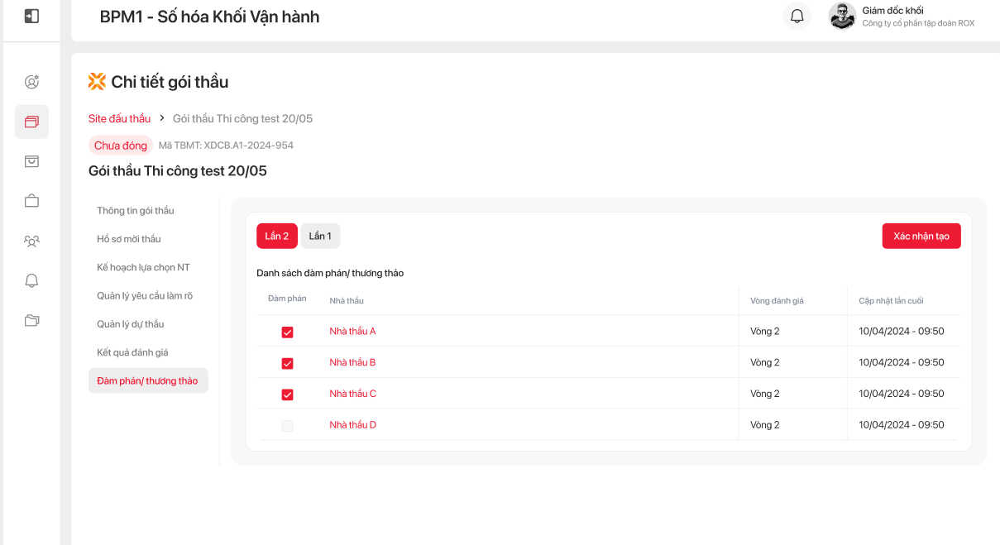 BPM1 - Số hóa Khối Vận hành
Giám đốc khối
Công ty cổ phần tập đoàn ROX
Chi tiết gói thầu
Site đấu thầu > Gói thầu Thi công test 20/05
Chưa đóng Mã TBMT: XDCB.A1-2024-954
Gói thầu Thi công test 20/05
Thông tin gói thầu
Hồ sơ mời thầu
Kế hoạch lựa chọn NT
Quản lý yêu cầu làm rõ
Quản lý dự thầu
Kết quả đánh giá
Đàm phán/ thương thảo
Lần 2 Lần 1 Xác nhận tạo
Danh sách đàm phán/ thương thảo
Đàm phán Nhà thầu Vòng đánh giá Cập nhật lần cuối
Nhà thầu A Vòng 2 10/04/2024 - 09:50
Nhà thầu B Vòng 2 10/04/2024 - 09:50
Nhà thầu C Vòng 2 10/04/2024 - 09:50
Nhà thầu D Vòng 2 10/04/2024 - 09:50